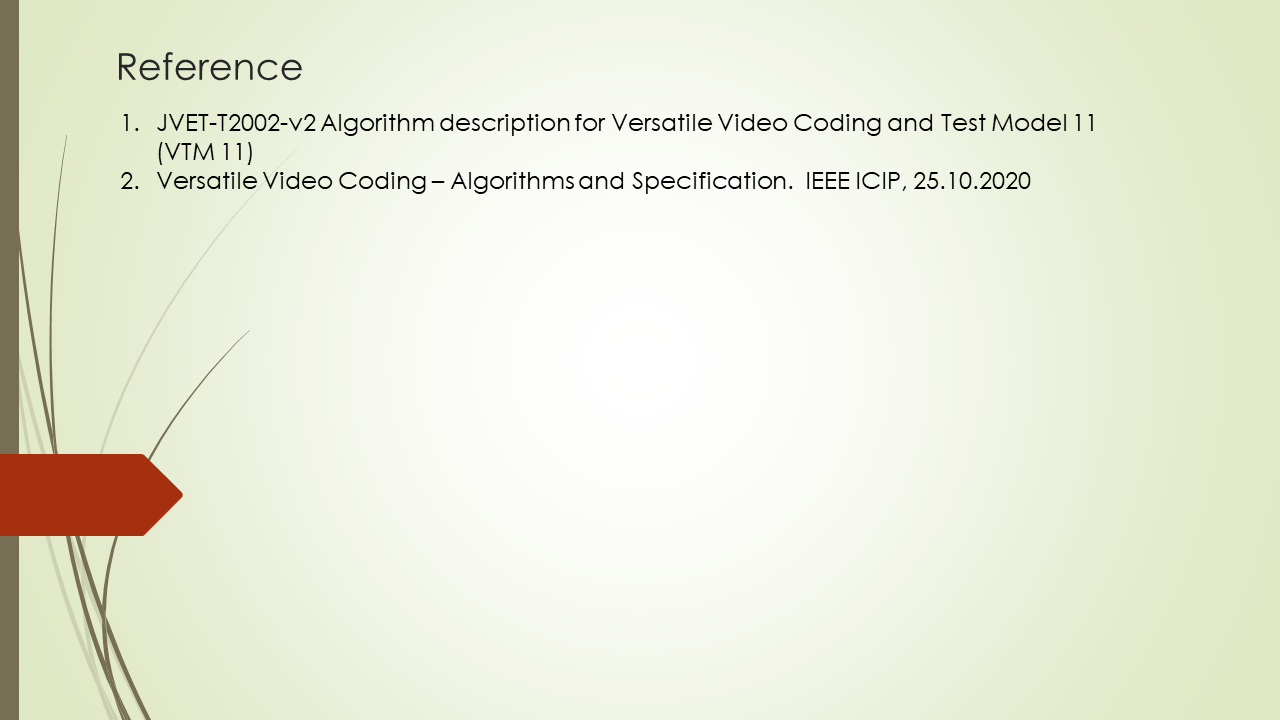 Reference
1. JVET-T2002-v2 Algorithm description for Versatile Video Coding and Test Model 11
(VTM 11)
2. Versatile Video Coding – Algorithms and Specification. IEEE ICIP, 25.10.2020